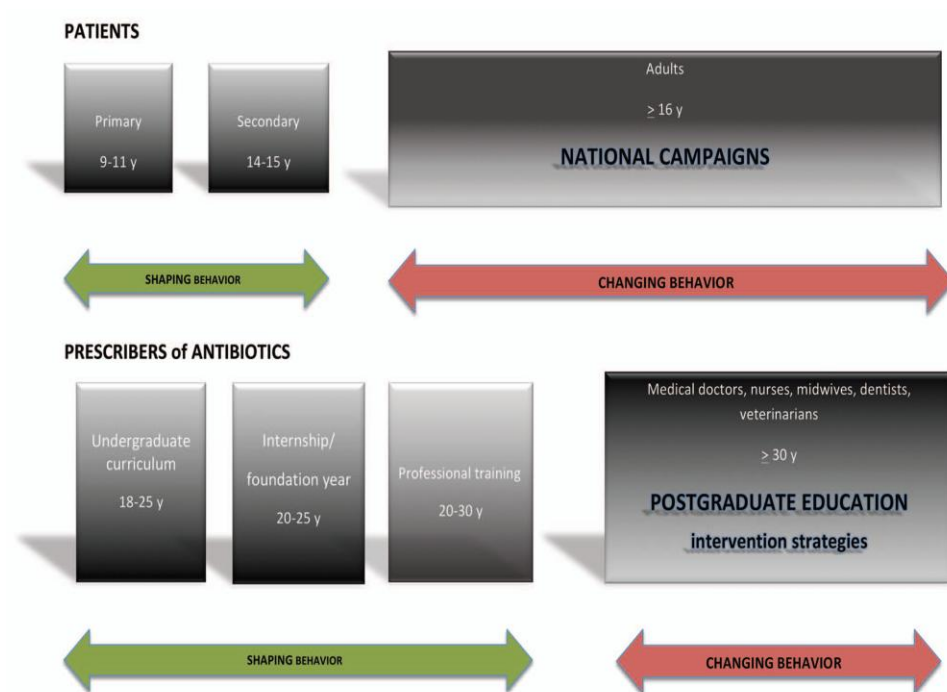 PATIENTS
Primary
9-11 y
Secondary
14-15 y
Adults
≥ 16 y
NATIONAL CAMPAIGNS
SHAPING BEHAVIOR
CHANGING BEHAVIOR
PRESCRIBERS of ANTIBIOTICS
Undergraduate
curriculum
18-25 y
Internship/
foundation year
20-25 y
Professional training
20-30 y
Medical doctors, nurses, midwives, dentists,
veterinarians
≥ 30 y
POSTGRADUATE EDUCATION
intervention strategies
SHAPING BEHAVIOR
CHANGING BEHAVIOR